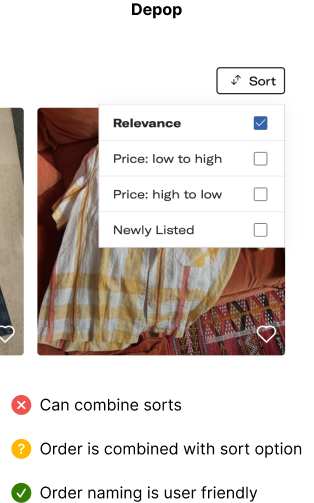 Depop
Sort
Relevance
Price: low to high
Price: high to low
Newly Listed
Can combine sorts
? Order is combined with sort option
Order naming is user friendly